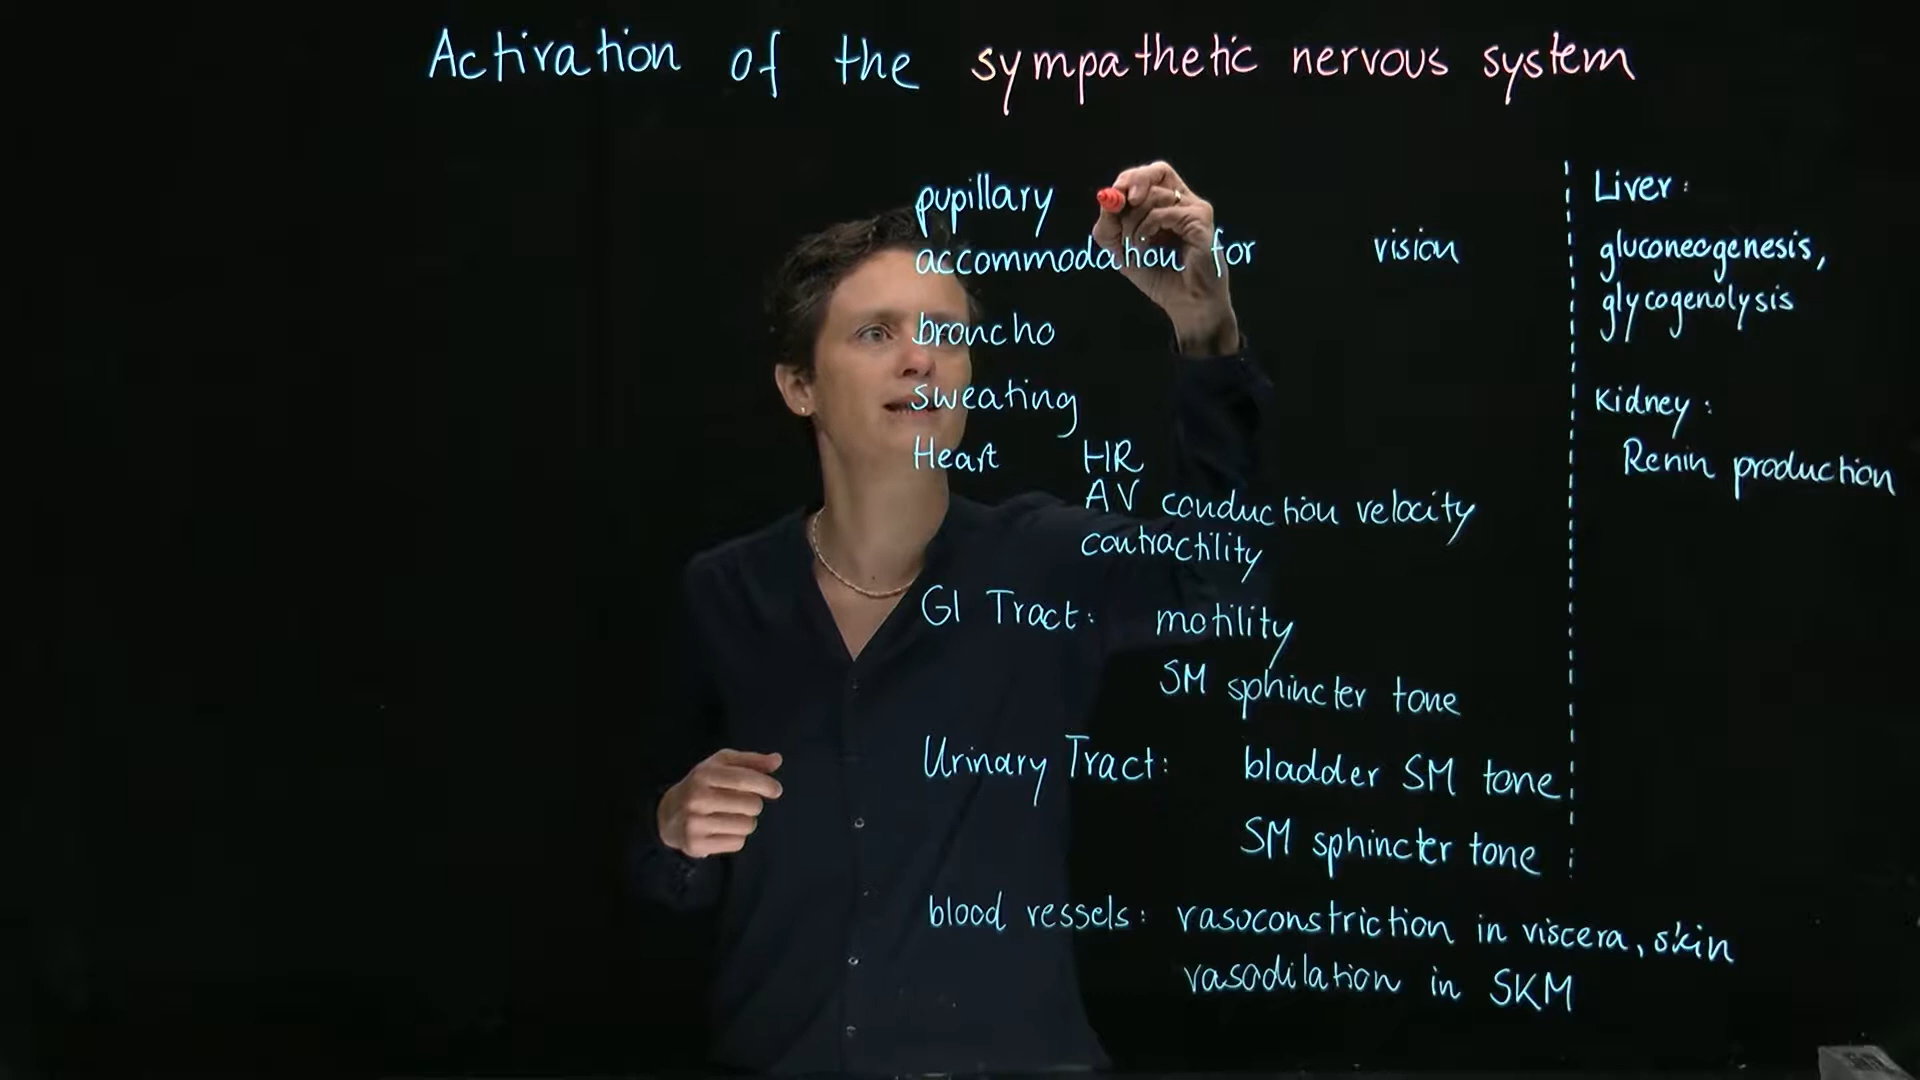 Activation of the sympathetic nervous system
pupillary
accommodation for vision
broncho
sweating
Heart HR
AV conduction velocity
contractility
GI Tract: motility
SM sphincter tone
Urinary Tract: bladder SM tone
SM sphincter tone
blood vessels: vasoconstriction in viscera, skin
vasodilation in SKM
Liver:
gluconeogenesis,
glycogenolysis
Kidney:
Renin production